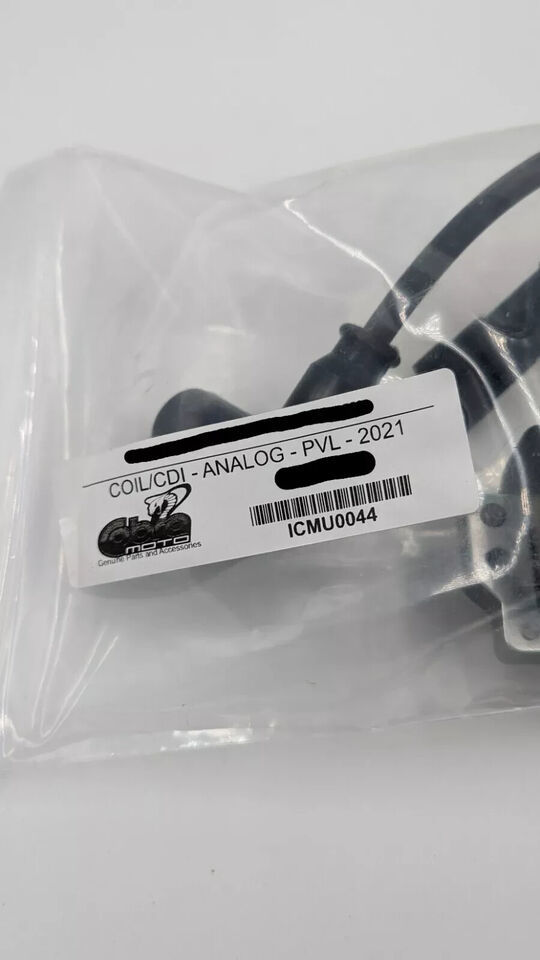 COIL/CDI - ANALOG - PVL - 2021
Cobra
MOTO
Genuine Parts and Accessories
ICMU0044